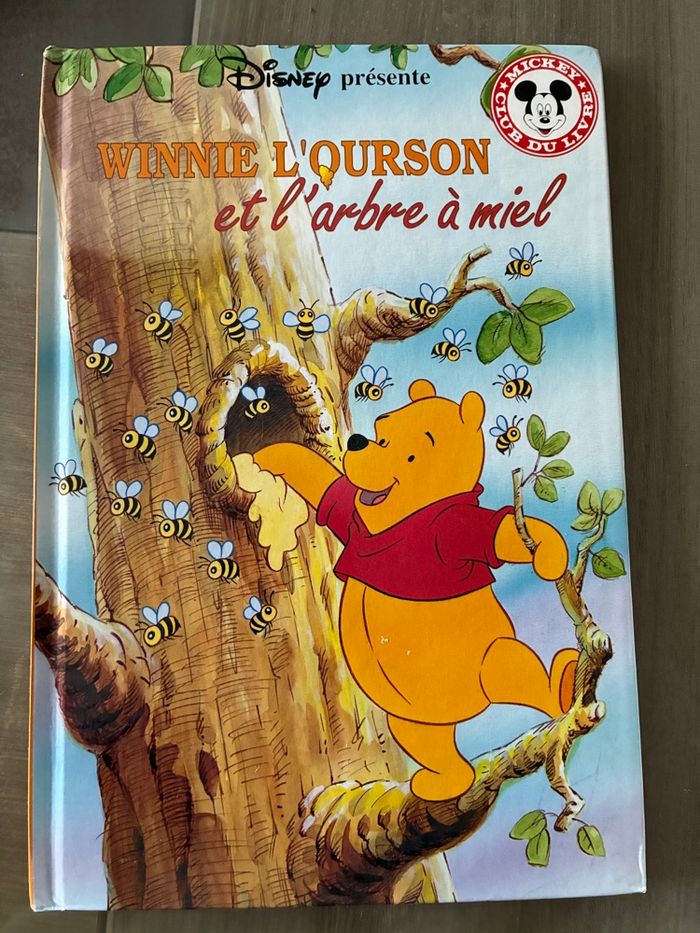 Disney présente
MICKEY
CLUB DU LIVRE
WINNIE L'OURSON
et l'arbre à miel